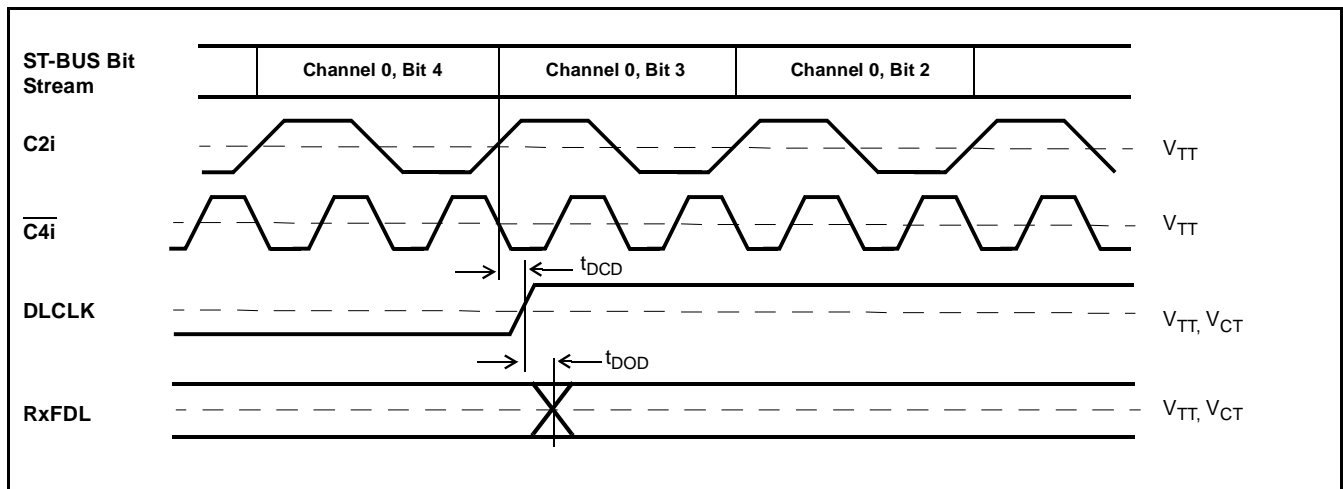 ST-BUS Bit Stream
Channel 0, Bit 4
Channel 0, Bit 3
Channel 0, Bit 2
C2i
VTT
C4i
VTT
tDCD
DLCLK
VTT, VCT
tDOD
RxFDL
VTT, VCT